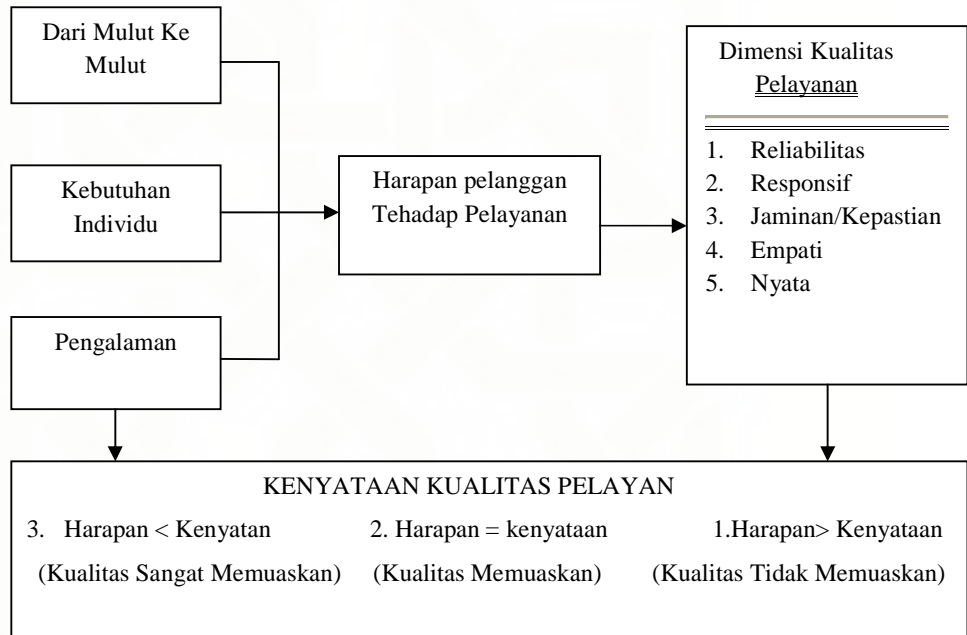 Dari Mulut Ke
Mulut
Kebutuhan
Individu
Pengalaman
Harapan pelanggan
Tehadap Pelayanan
Dimensi Kualitas
Pelayanan
1. Reliabilitas
2. Responsif
3. Jaminan/Kepastian
4. Empati
5. Nyata
KENYATAAN KUALITAS PELAYAN
3. Harapan < Kenyatan 2. Harapan = kenyataan 1.Harapan> Kenyataan
(Kualitas Sangat Memuaskan) (Kualitas Memuaskan) (Kualitas Tidak Memuaskan)